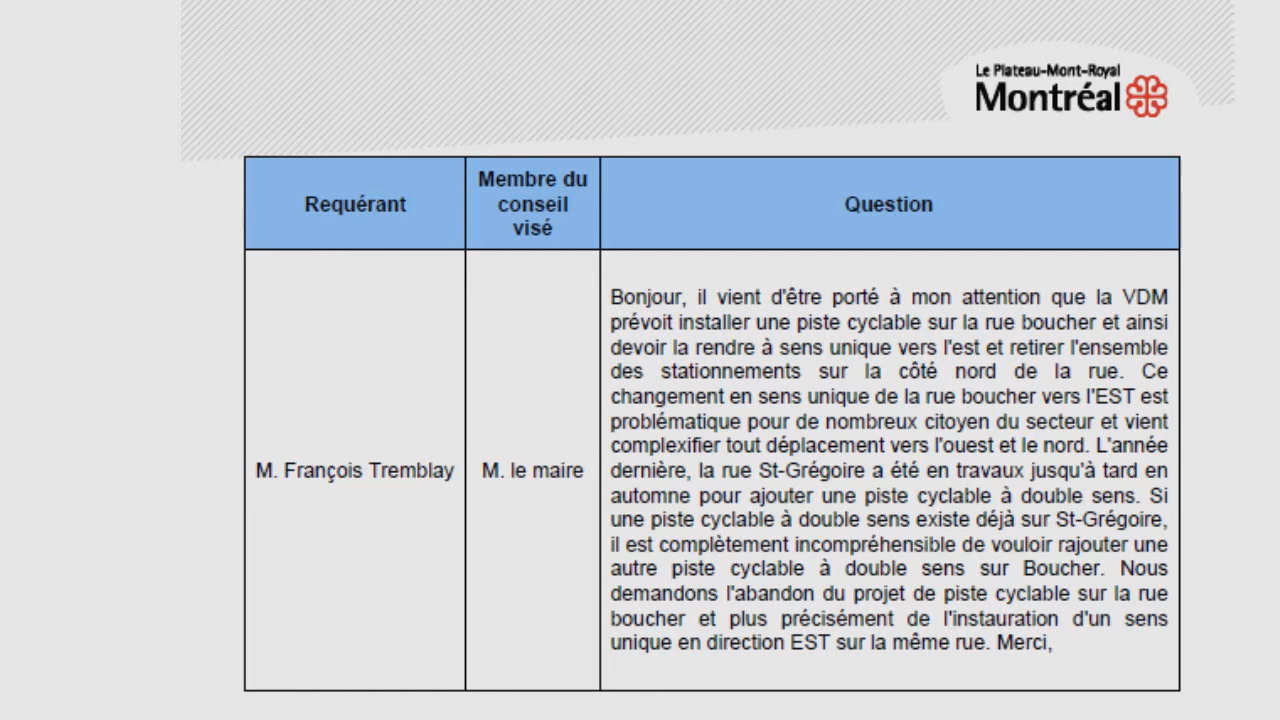 Le Plateau-Mont-Royal
Montréal
Requérant
Membre du
conseil
visé
Question
M. François Tremblay
M. le maire
Bonjour, il vient d'être porté à mon attention que la VDM
prévoit installer une piste cyclable sur la rue boucher et ainsi
devoir la rendre à sens unique vers l'est et retirer l'ensemble
des stationnements sur la côté nord de la rue. Ce
changement en sens unique de la rue boucher vers l'EST est
problématique pour de nombreux citoyen du secteur et vient
complexifier tout déplacement vers l'ouest et le nord. L'année
dernière, la rue St-Grégoire a été en travaux jusqu'à tard en
automne pour ajouter une piste cyclable à double sens. Si
une piste cyclable à double sens existe déjà sur St-Grégoire,
il est complètement incompréhensible de vouloir rajouter une
autre piste cyclable à double sens sur Boucher. Nous
demandons l'abandon du projet de piste cyclable sur la rue
boucher et plus précisément de l'instauration d'un sens
unique en direction EST sur la même rue. Merci,